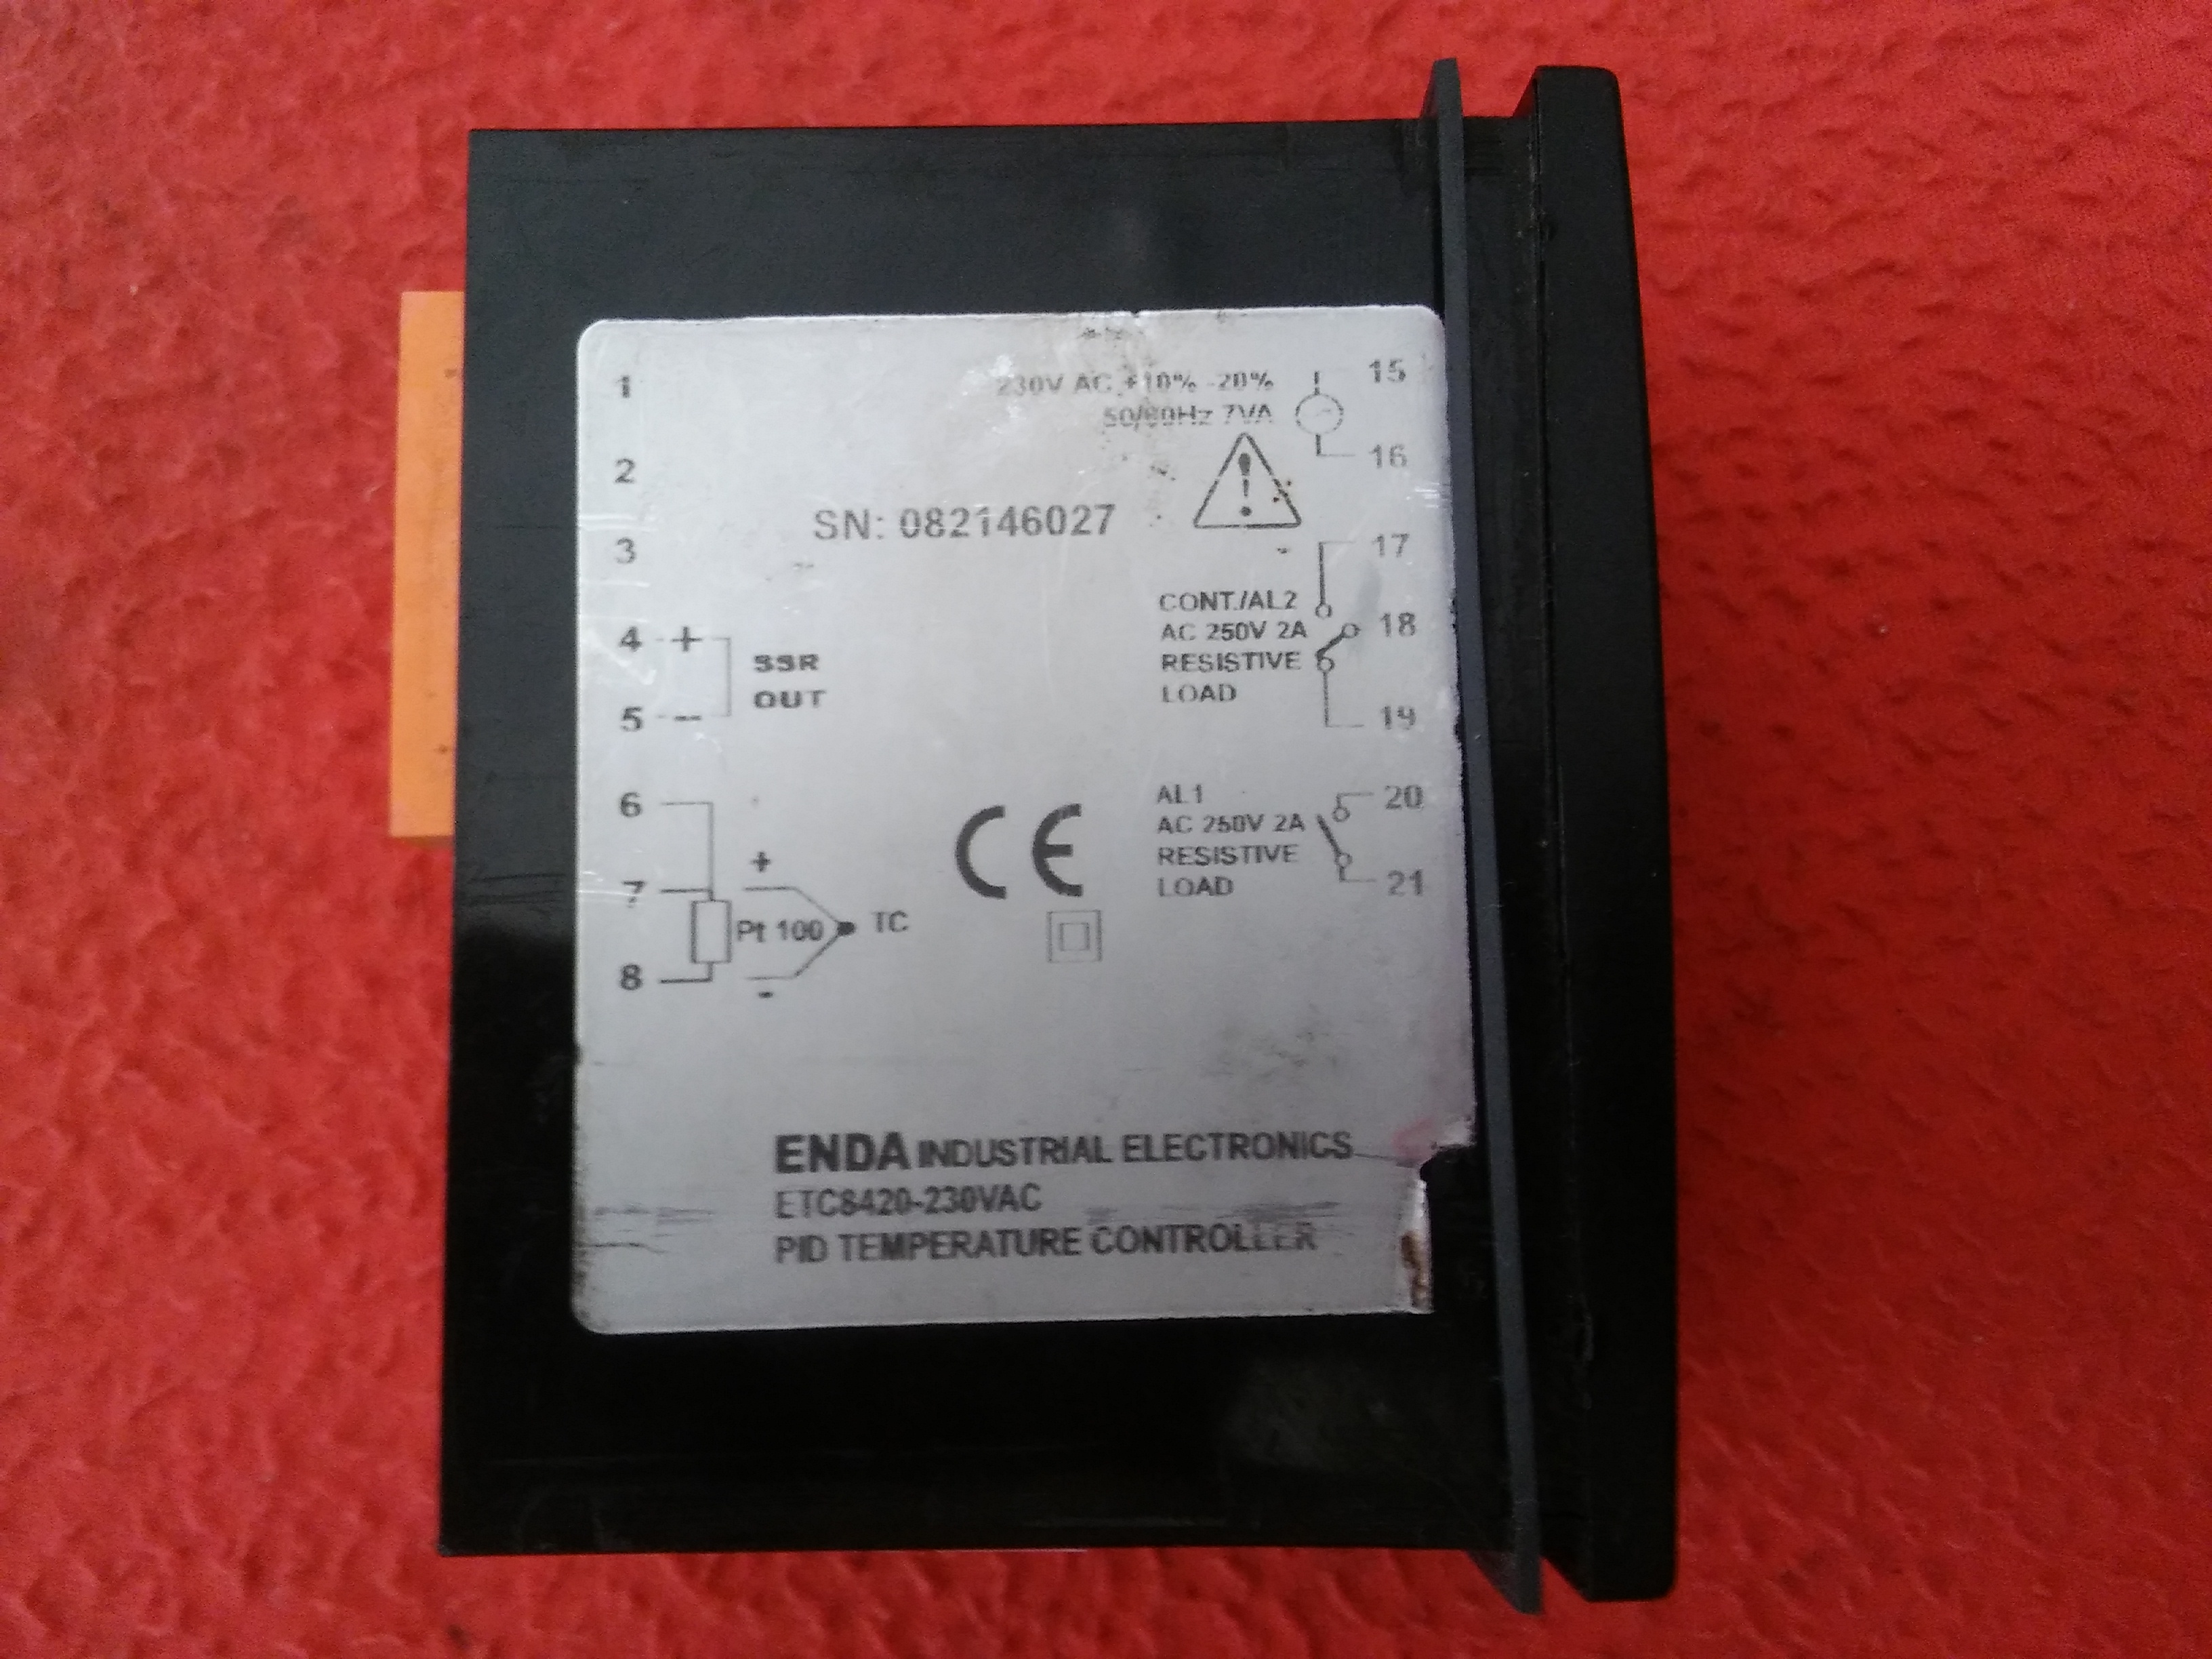 1
2
3
4 +
5 -
SSR
OUT
6
7
8
+
Pt 100
TC
-
230V AC +10% -20%
50/60Hz 7VA
15
16
!
SN: 082146027
17
18
19
CONT./AL2
AC 250V 2A
RESISTIVE
LOAD
20
21
AL1
AC 250V 2A
RESISTIVE
LOAD
CE
ENDA INDUSTRIAL ELECTRONICS
ETC8420-230VAC
PID TEMPERATURE CONTROLLER